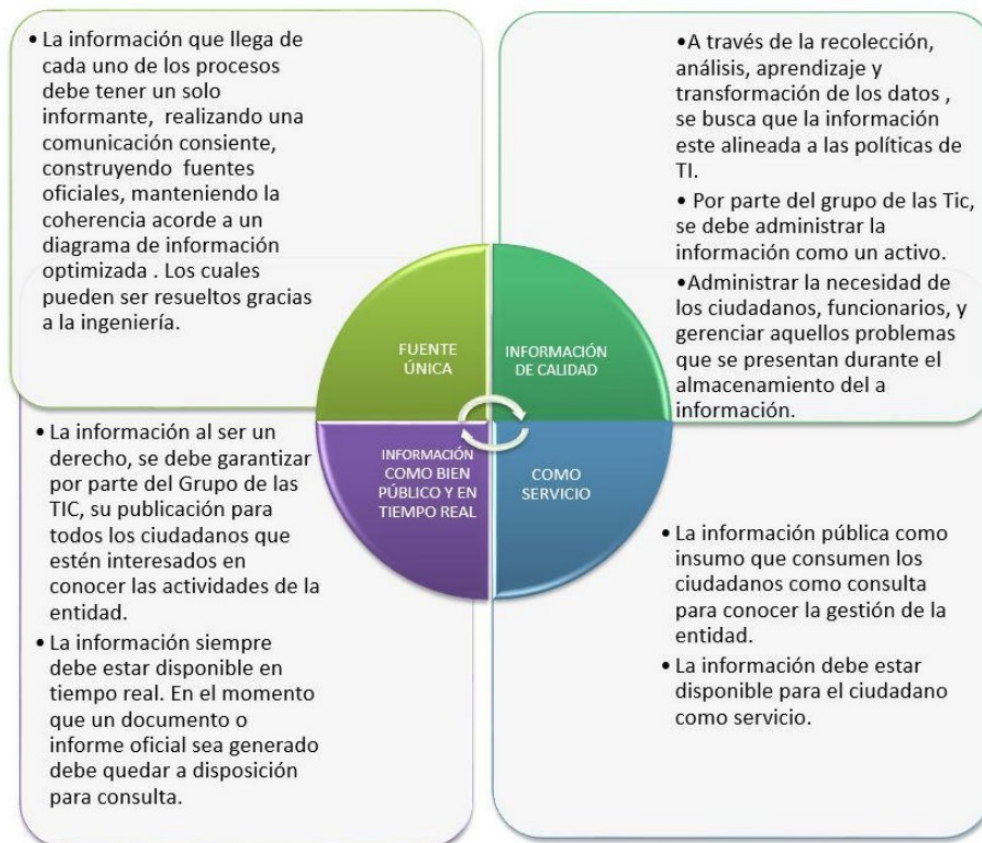 • La información que llega de
cada uno de los procesos
debe tener un solo
informante, realizando una
comunicación consiente,
construyendo fuentes
oficiales, manteniendo la
coherencia acorde a un
diagrama de información
optimizada . Los cuales
pueden ser resueltos gracias
a la ingeniería.
•A través de la recolección,
análisis, aprendizaje y
transformación de los datos ,
se busca que la información
este alineada a las políticas de
TI.
• Por parte del grupo de las Tic,
se debe administrar la
información como un activo.
•Administrar la necesidad de
los ciudadanos, funcionarios, y
gerenciar aquellos problemas
que se presentan durante el
almacenamiento del a
información.
FUENTE
ÚNICA
INFORMACIÓN
DE CALIDAD
INFORMACIÓN
COMO BIEN
PÚBLICO Y EN
TIEMPO REAL
COMO
SERVICIO
• La información al ser un
derecho, se debe garantizar
por parte del Grupo de las
TIC, su publicación para
todos los ciudadanos que
estén interesados en
conocer las actividades de la
entidad.
• La información siempre
debe estar disponible en
tiempo real. En el momento
que un documento o
informe oficial sea generado
debe quedar a disposición
para consulta.
• La información pública como
insumo que consumen los
ciudadanos como consulta
para conocer la gestión de la
entidad.
• La información debe estar
disponible para el ciudadano
como servicio.